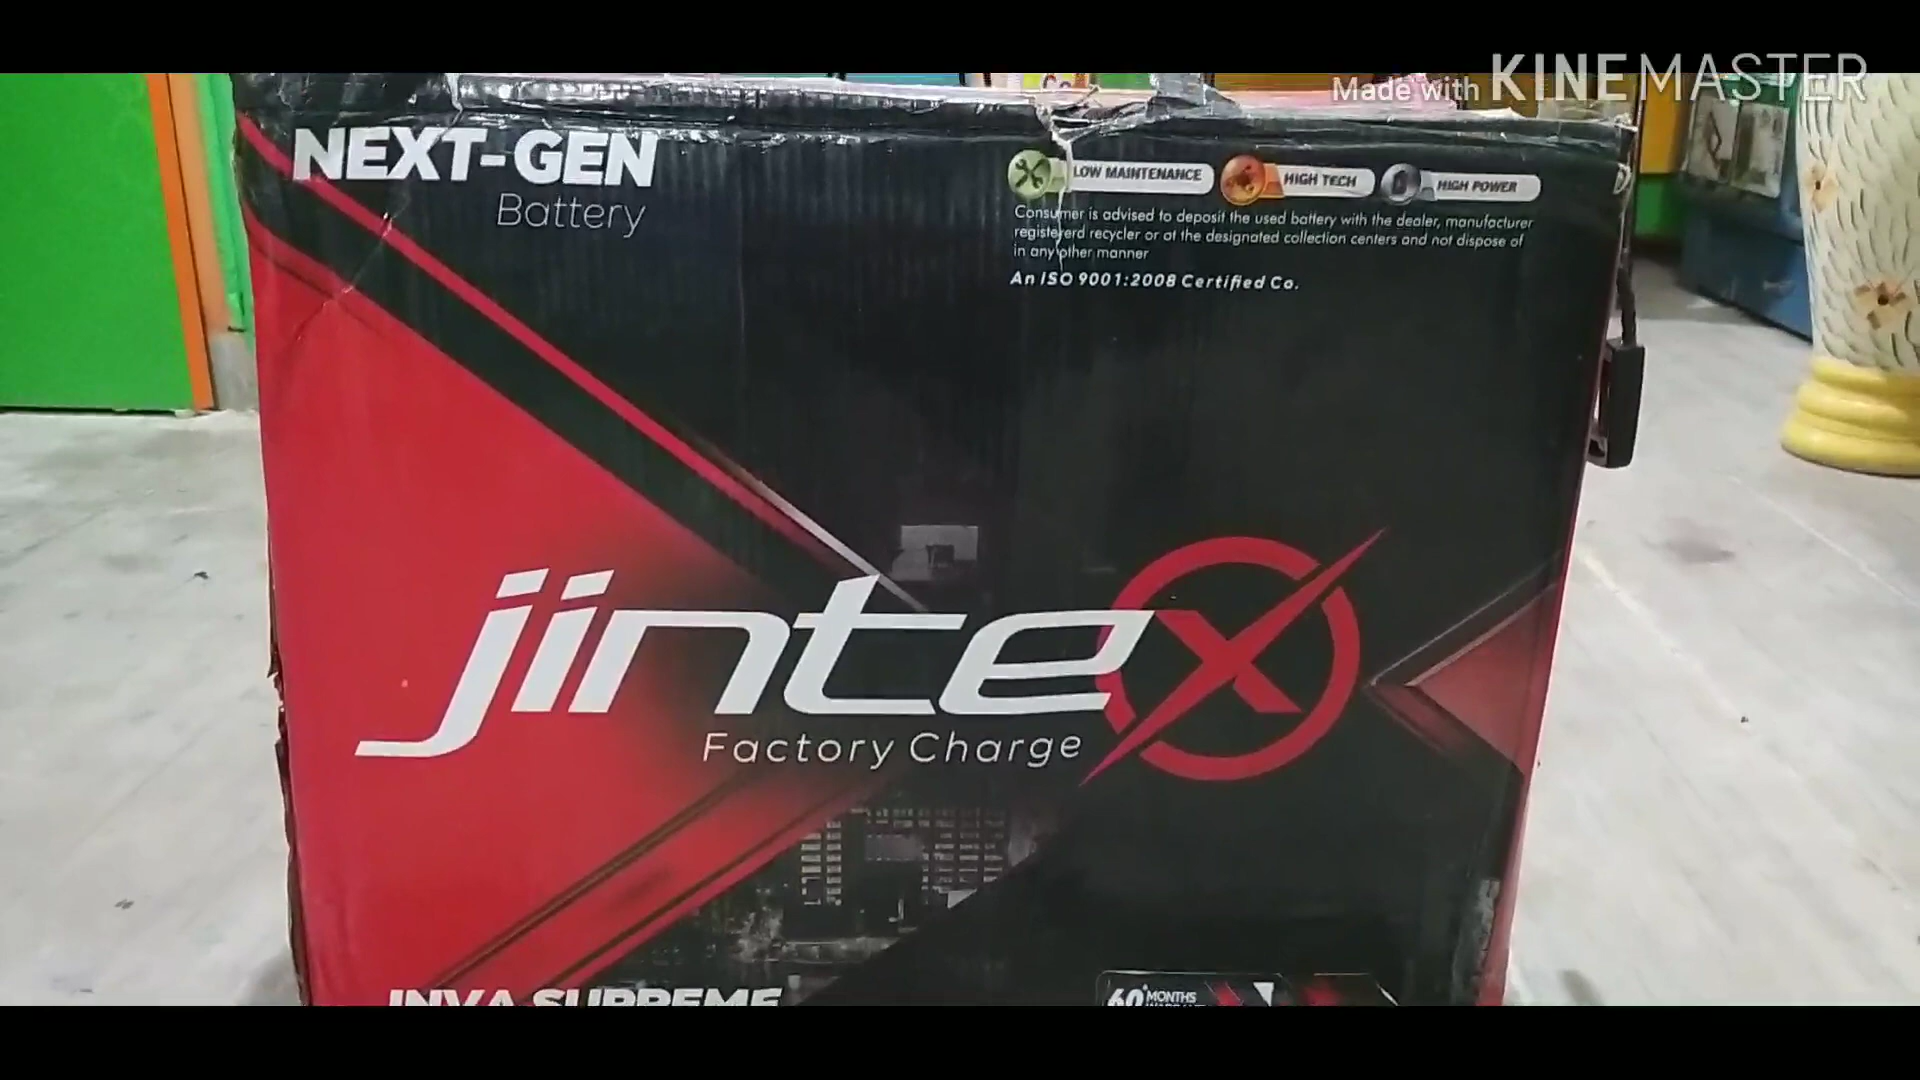 Made with KINEMASTER
NEXT-GEN
Battery
LOW MAINTENANCE
HIGH TECH
HIGH POWER
Consumer is advised to deposit the used battery with the dealer, manufacturer
registererd recycler or at the designated collection centers and not dispose of
in any other manner
An ISO 9001:2008 Certified Co.
jintex
Factory Charge
INVA SUPREME
60* MONTHS